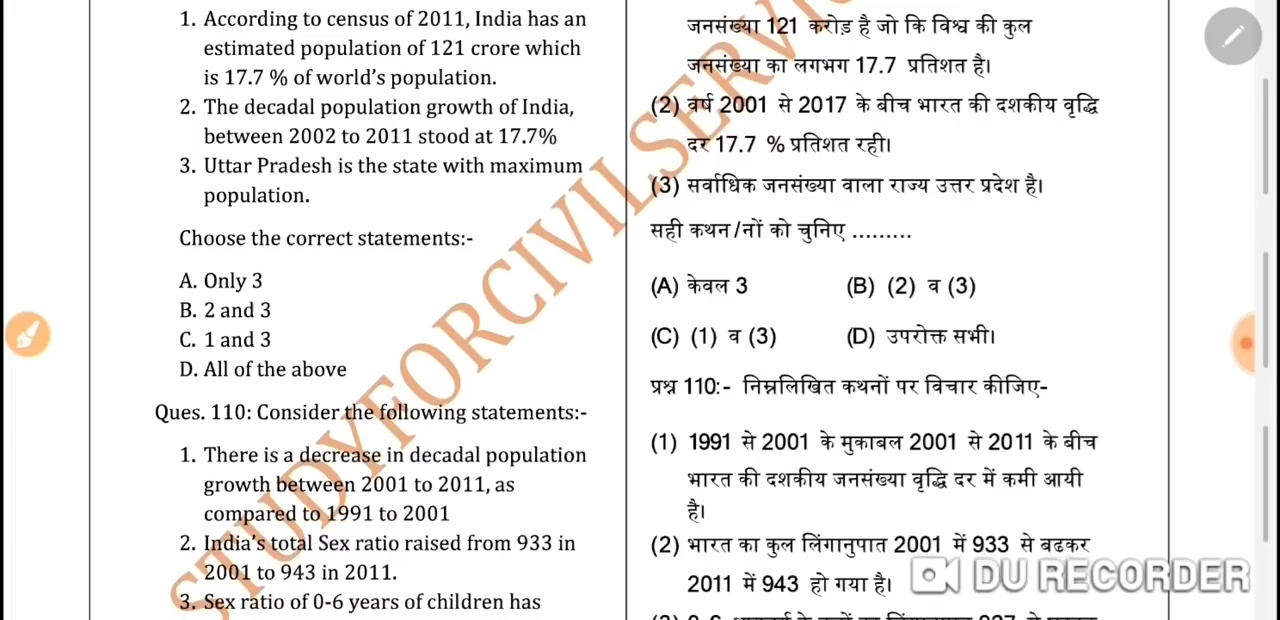 1. According to census of 2011, India has an
estimated population of 121 crore which
is 17.7 % of world's population.
2. The decadal population growth of India,
between 2002 to 2011 stood at 17.7%
3. Uttar Pradesh is the state with maximum
population.
Choose the correct statements:-
A. Only 3
B. 2 and 3
C. 1 and 3
D. All of the above
Ques. 110: Consider the following statements:-
1. There is a decrease in decadal population
growth between 2001 to 2011, as
compared to 1991 to 2001
2. India's total Sex ratio raised from 933 in
2001 to 943 in 2011.
3. Sex ratio of 0-6 years of children has
जनसंख्या 121 करोड़ है जो कि विश्व की कुल
जनसंख्या का लगभग 17.7 प्रतिशत है।
(2) वर्ष 2001 से 2017 के बीच भारत की दशकीय वृद्धि
दर 17.7 % प्रतिशत रही।
(3) सर्वाधिक जनसंख्या वाला राज्य उत्तर प्रदेश है।
सही कथन/नों को चुनिए .........
(A) केवल 3 (B) (2) व (3)
(C) (1) व (3) (D) उपरोक्त सभी।
प्रश्न 110:- निम्नलिखित कथनों पर विचार कीजिए-
(1) 1991 से 2001 के मुकाबल 2001 से 2011 के बीच
भारत की दशकीय जनसंख्या वृद्धि दर में कमी आयी
है।
(2) भारत का कुल लिंगानुपात 2001 में 933 से बढकर
2011 में 943 हो गया है।
STUDYFORCIVILSERVI
DU RECORDER